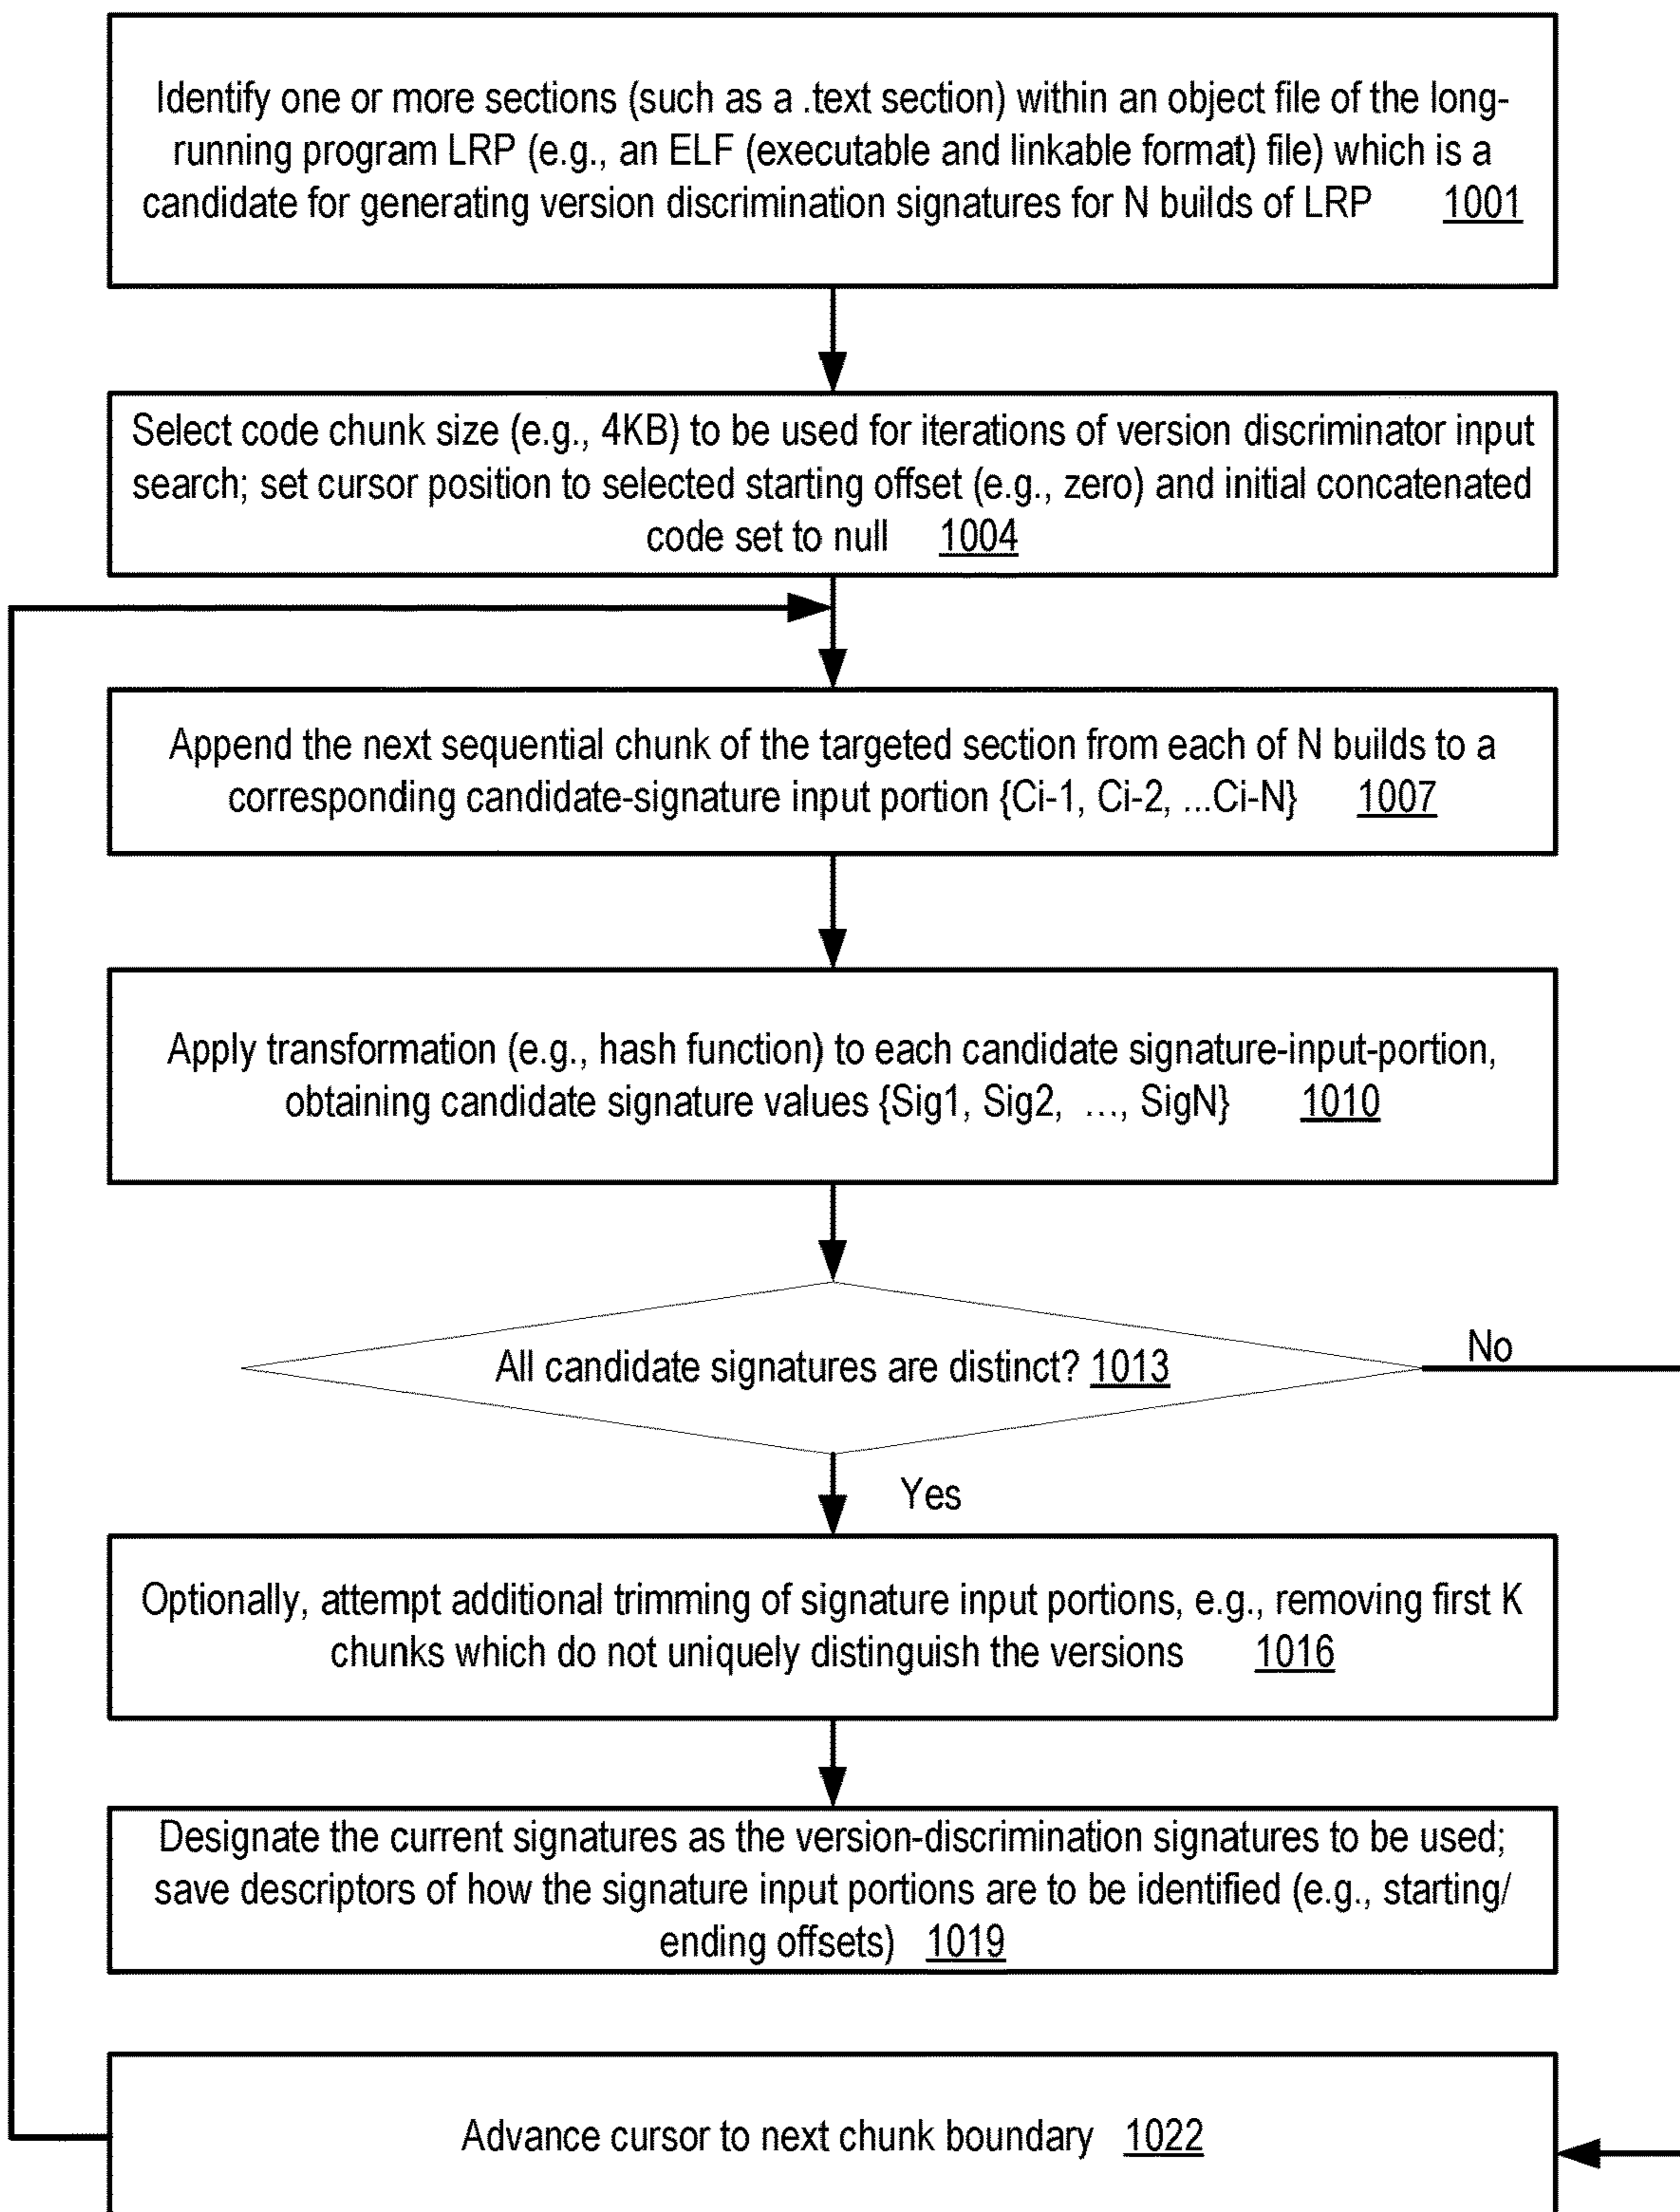 Identify one or more sections (such as a .text section) within an object file of the long-
running program LRP (e.g., an ELF (executable and linkable format) file) which is a
candidate for generating version discrimination signatures for N builds of LRP 1001
Select code chunk size (e.g., 4KB) to be used for iterations of version discriminator input
search; set cursor position to selected starting offset (e.g., zero) and initial concatenated
code set to null 1004
Append the next sequential chunk of the targeted section from each of N builds to a
corresponding candidate-signature input portion {Ci-1, Ci-2, ...Ci-N} 1007
Apply transformation (e.g., hash function) to each candidate signature-input-portion,
obtaining candidate signature values {Sig1, Sig2, ..., SigN} 1010
All candidate signatures are distinct? 1013
No
Yes
Optionally, attempt additional trimming of signature input portions, e.g., removing first K
chunks which do not uniquely distinguish the versions 1016
Designate the current signatures as the version-discrimination signatures to be used;
save descriptors of how the signature input portions are to be identified (e.g., starting/
ending offsets) 1019
Advance cursor to next chunk boundary 1022